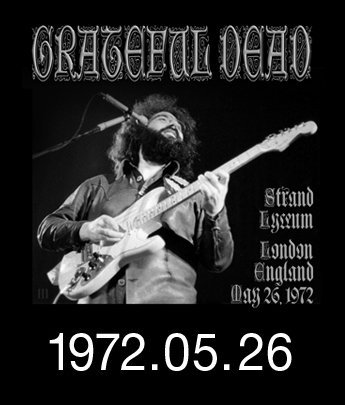 GRATEFUL DEAD
Strand
Lyceum
London
England
May 26, 1972
1972.05.26